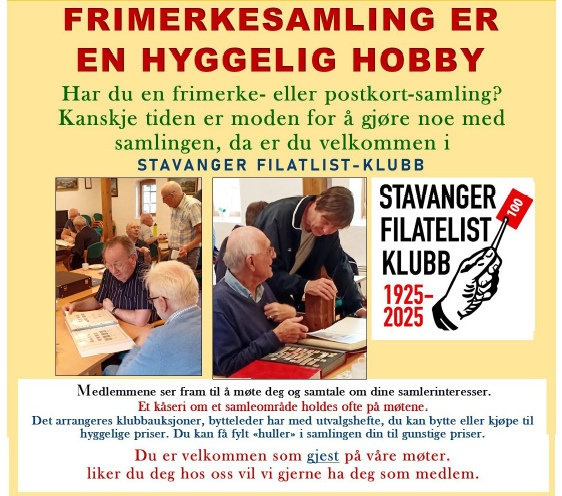 FRIMERKESAMLING ER
EN HYGGELIG HOBBY
Har du en frimerke- eller postkort-samling?
Kanskje tiden er moden for å gjøre noe med
samlingen, da er du velkommen i
STAVANGER FILATLIST-KLUBB
STAVANGER
FILATELIST
KLUBB
1925-
2025
100
Medlemmene ser fram til å møte deg og samtale om dine samlerinteresser.
Et kåseri om et samleområde holdes ofte på møtene.
Det arrangeres klubbauksjoner, bytteleder har med utvalgshefte, du kan bytte eller kjøpe til
hyggelige priser. Du kan få fylt «huller» i samlingen din til gunstige priser.
Du er velkommen som gjest på våre møter.
liker du deg hos oss vil vi gjerne ha deg som medlem.